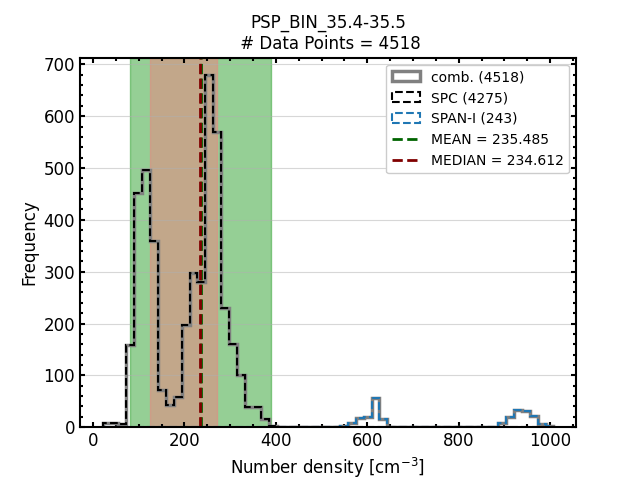 PSP_BIN_35.4-35.5
# Data Points = 4518
comb. (4518)
SPC (4275)
SPAN-I (243)
MEAN = 235.485
MEDIAN = 234.612
Frequency
700
600
500
400
300
200
100
0
0 200 400 600 800 1000
Number density [cm⁻³]